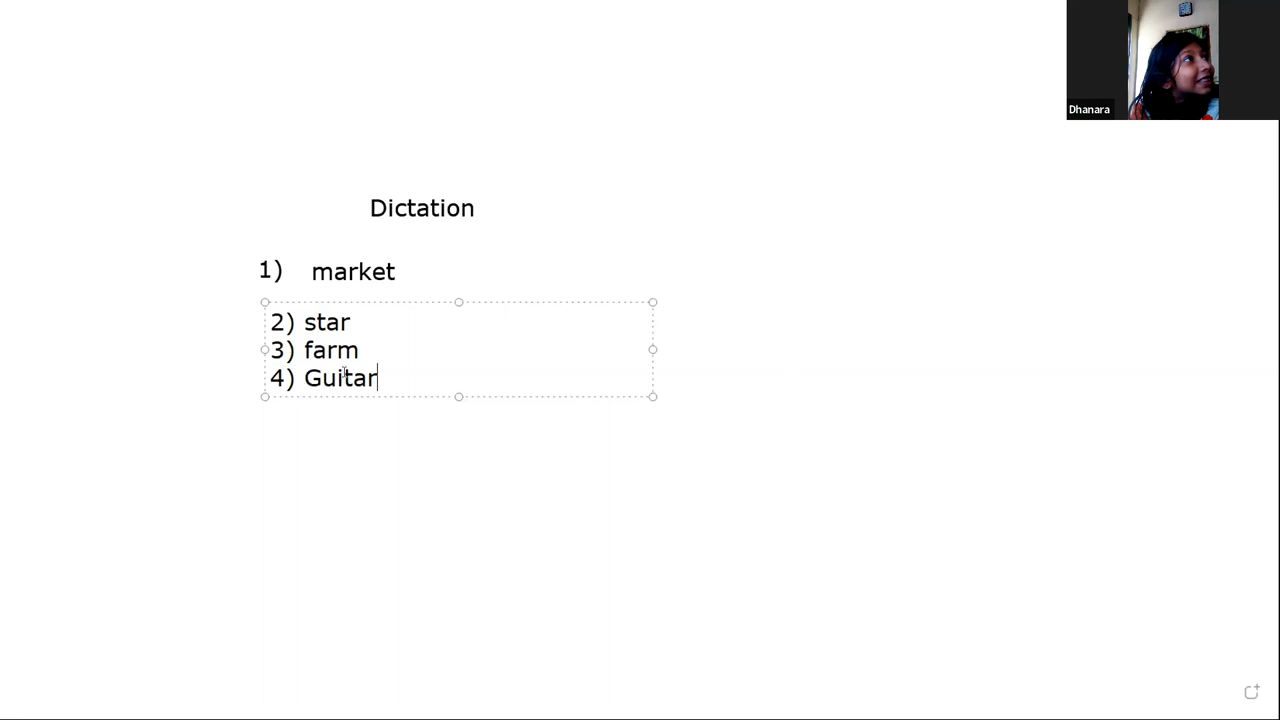 Dhanara
Dictation
1) market
2) star
3) farm
4) Guitar